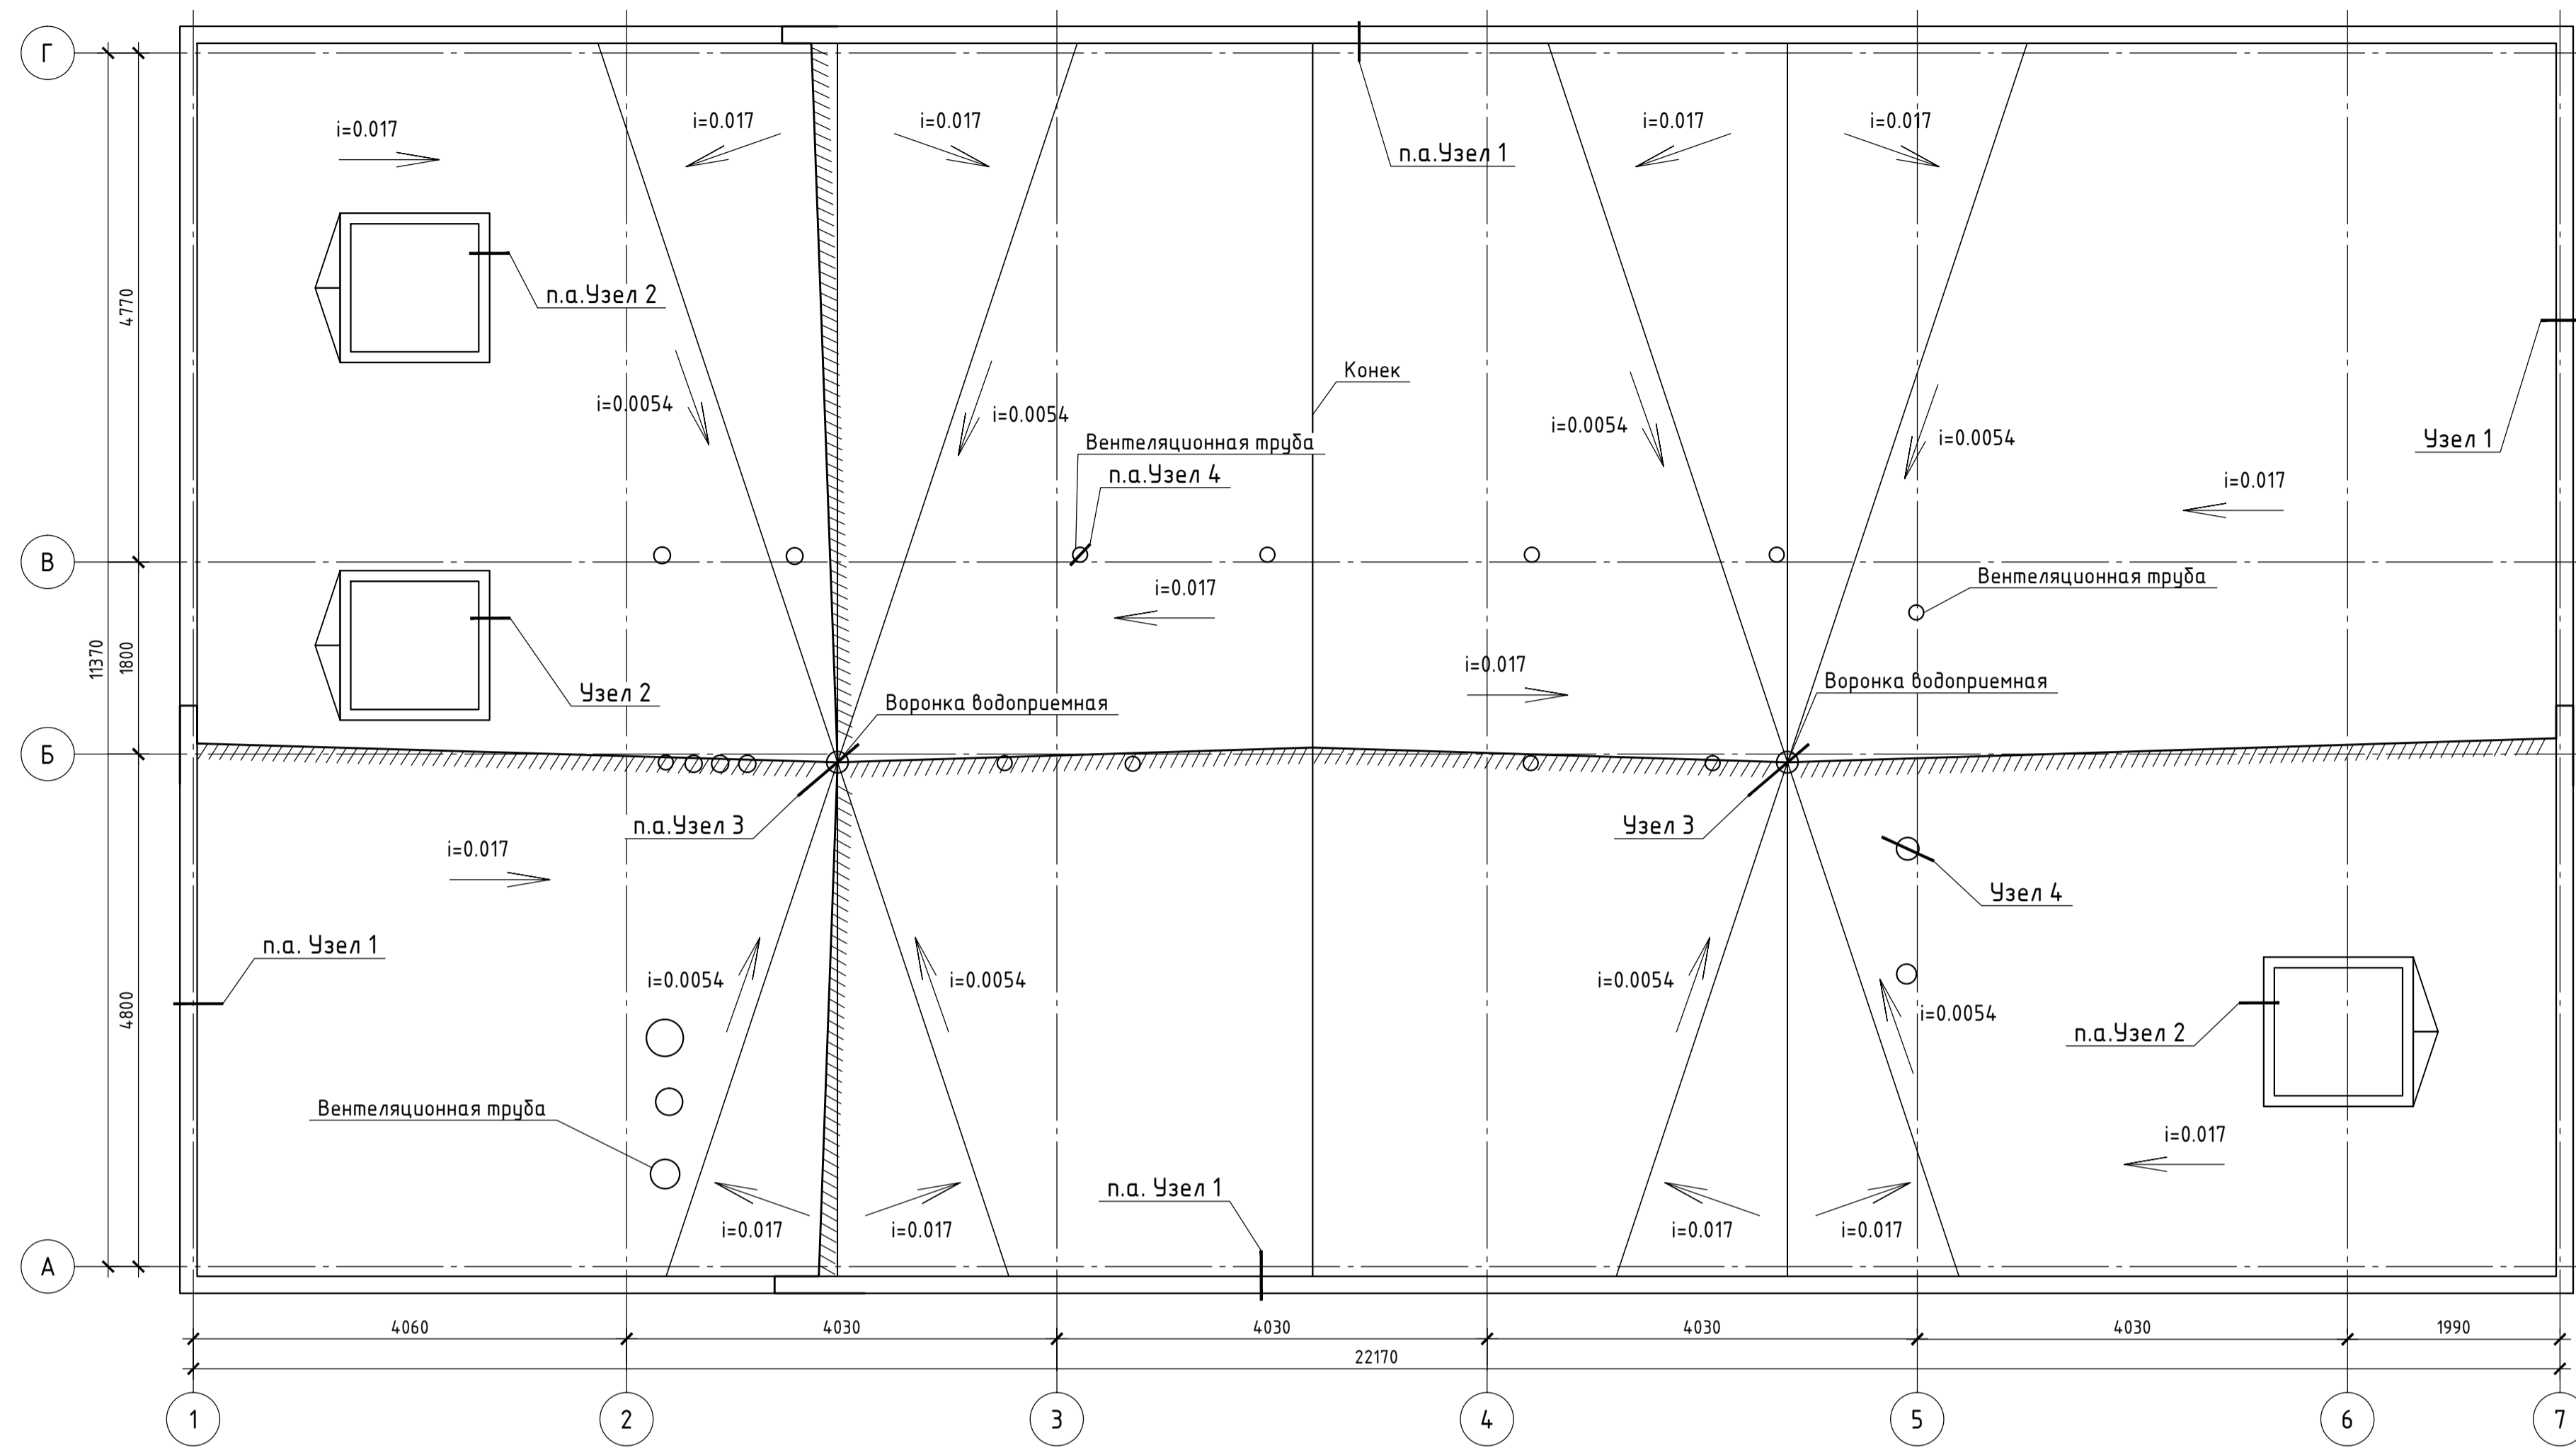 Г
i=0.017
i=0.017
i=0.017
i=0.017
i=0.017
п.а.Узел 1
п.а.Узел 2
4770
Конек
i=0.0054
i=0.0054
i=0.0054
i=0.0054
Узел 1
Вентеляционная труба
п.а.Узел 4
i=0.017
В
i=0.017
Вентеляционная труба
11370
1800
i=0.017
Узел 2
Воронка водоприемная
Воронка водоприемная
Б
п.а.Узел 3
Узел 3
i=0.017
Узел 4
п.а. Узел 1
i=0.0054
i=0.0054
i=0.0054
i=0.0054
4800
п.а.Узел 2
Вентеляционная труба
i=0.017
п.а. Узел 1
i=0.017
i=0.017
i=0.017
i=0.017
А
4060
4030
4030
4030
4030
1990
22170
1
2
3
4
5
6
7